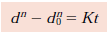 dⁿ − d₀ⁿ = Kt